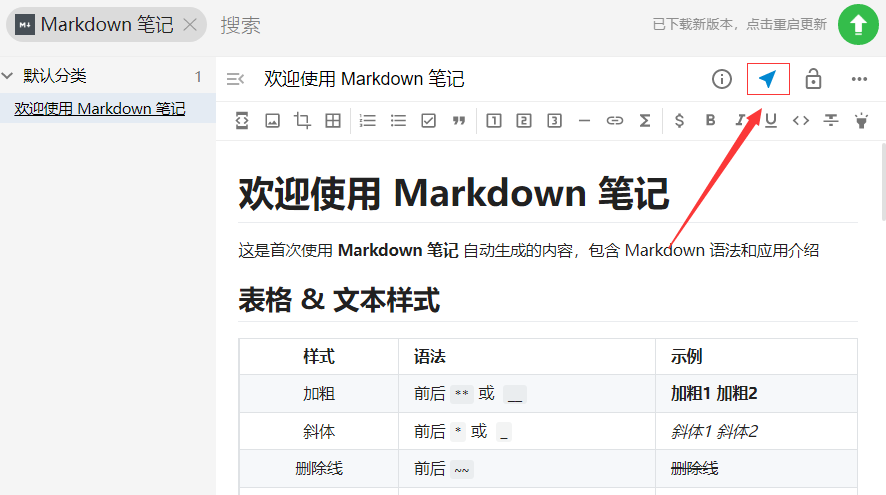 Markdown 笔记 搜索 已下载新版本，点击重启更新
默认分类 1 欢迎使用 Markdown 笔记
欢迎使用 Markdown 笔记
欢迎使用 Markdown 笔记
这是首次使用 Markdown 笔记 自动生成的内容，包含 Markdown 语法和应用介绍
表格 & 文本样式
样式 语法 示例
加粗 前后 ** 或 __ 加粗1 加粗2
斜体 前后 * 或 _ 斜体1 斜体2
删除线 前后 ~~ 删除线